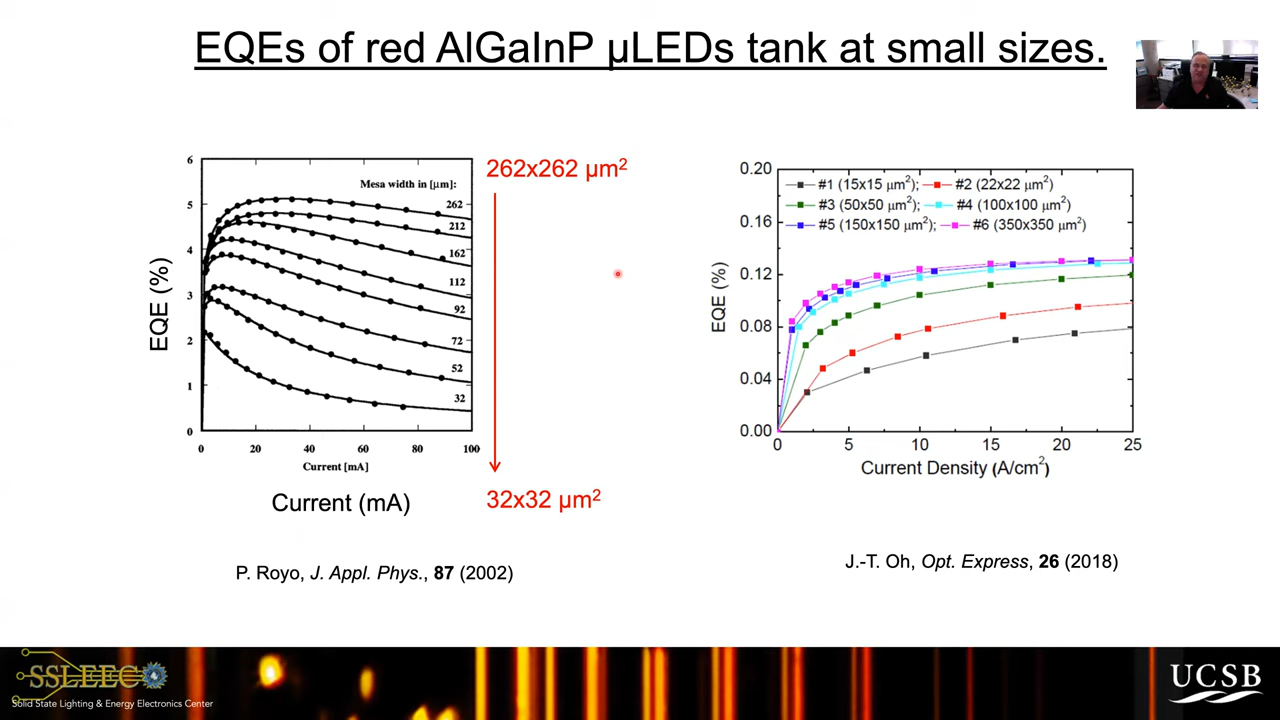 EQEs of red AlGaInP µLEDs tank at small sizes.
6
5
4
3
2
1
0
EQE (%)
Mesa width in [µm]:
262
212
162
112
92
72
52
32
0 20 40 60 80 100
Current [mA]
Current (mA)
262x262 µm²
32x32 µm²
P. Royo, J. Appl. Phys., 87 (2002)
0.20
0.16
0.12
0.08
0.04
0.00
EQE (%)
#1 (15x15 µm²); #2 (22x22 µm²)
#3 (50x50 µm²); #4 (100x100 µm²)
#5 (150x150 µm²); #6 (350x350 µm²)
0 5 10 15 20 25
Current Density (A/cm²)
J.-T. Oh, Opt. Express, 26 (2018)
SSLEEC
Solid State Lighting & Energy Electronics Center
UCSB